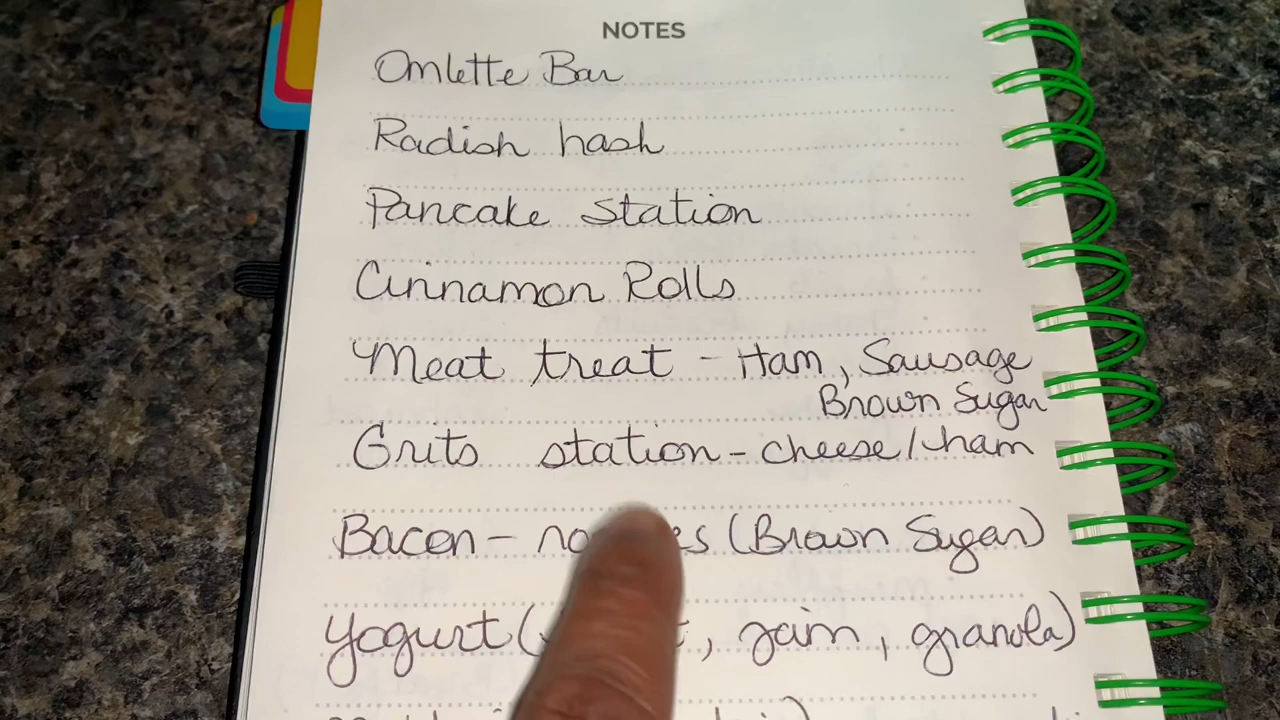 NOTES
Omlette Bar
Radish hash
Pancake Station
Cinnamon Rolls
Meat treat - Ham, Sausage
Brown Sugar
Grits station - cheese/ham
Bacon - (Brown Sugar)
Yogurt ( , jam, granola)